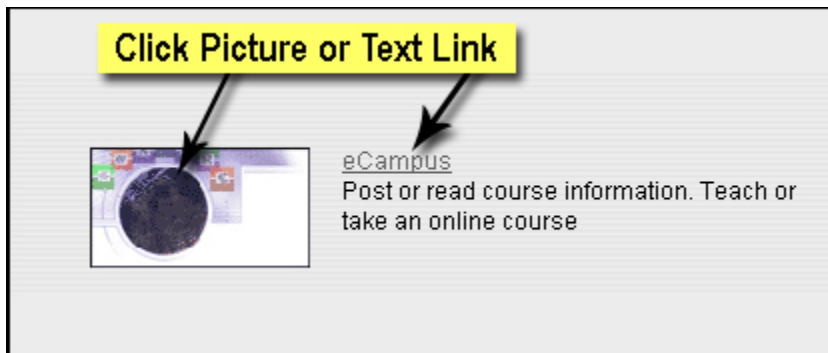 Click Picture or Text Link
eCampus
Post or read course information. Teach or
take an online course